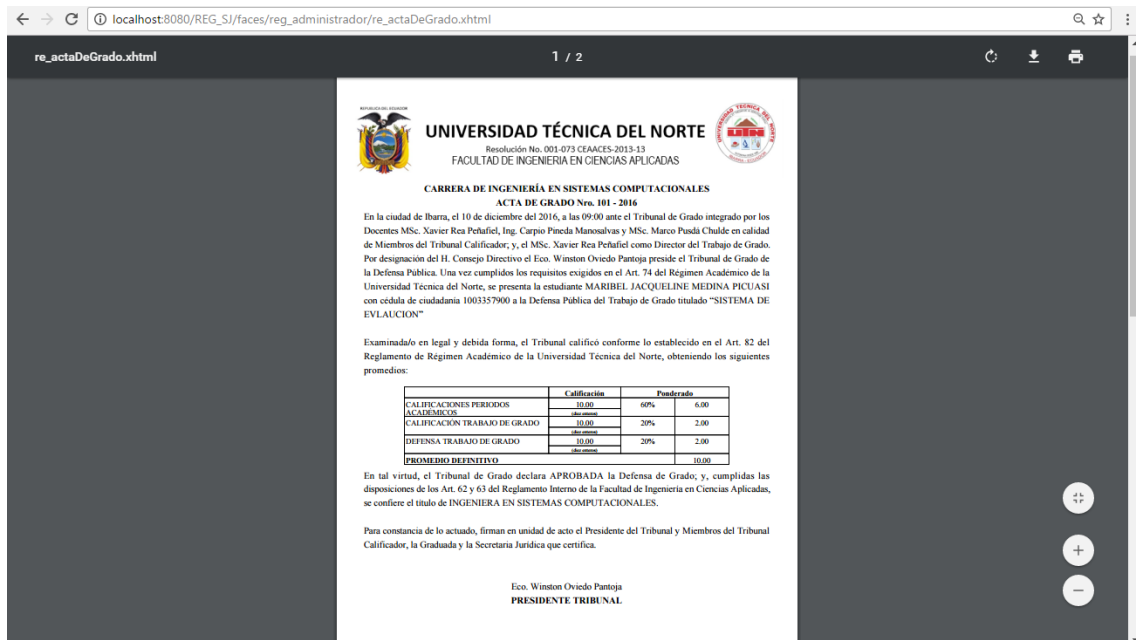 localhost:8080/REG_SJ/faces/reg_administrador/re_actaDeGrado.xhtml
re_actaDeGrado.xhtml
1 / 2
REPUBLICA DEL ECUADOR
UNIVERSIDAD TÉCNICA DEL NORTE
Resolución No. 001-073 CEAACES-2013-13
FACULTAD DE INGENIERIA EN CIENCIAS APLICADAS
UTN
CARRERA DE INGENIERÍA EN SISTEMAS COMPUTACIONALES
ACTA DE GRADO Nro. 101 - 2016
En la ciudad de Ibarra, el 10 de diciembre del 2016, a las 09:00 ante el Tribunal de Grado integrado por los
Docentes MSc. Xavier Rea Peñafiel, Ing. Carpio Pineda Manosalvas y MSc. Marco Pusdá Chulde en calidad
de Miembros del Tribunal Calificador; y, el MSc. Xavier Rea Peñafiel como Director del Trabajo de Grado.
Por designación del H. Consejo Directivo el Eco. Winston Oviedo Pantoja preside el Tribunal de Grado de
la Defensa Pública. Una vez cumplidos los requisitos exigidos en el Art. 74 del Régimen Académico de la
Universidad Técnica del Norte, se presenta la estudiante MARIBEL JACQUELINE MEDINA PICUASI
con cédula de ciudadania 1003357900 a la Defensa Pública del Trabajo de Grado titulado “SISTEMA DE
EVLAUCION”
Examinada/o en legal y debida forma, el Tribunal calificó conforme lo establecido en el Art. 82 del
Reglamento de Régimen Académico de la Universidad Técnica del Norte, obteniendo los siguientes
promedios:
Calificación Ponderado
CALIFICACIONES PERIODOS ACADÉMICOS 10.00 60% 6.00
(diez enteros)
CALIFICACIÓN TRABAJO DE GRADO 10.00 20% 2.00
(diez enteros)
DEFENSA TRABAJO DE GRADO 10.00 20% 2.00
(diez enteros)
PROMEDIO DEFINITIVO 10.00
En tal virtud, el Tribunal de Grado declara APROBADA la Defensa de Grado; y, cumplidas las
disposiciones de los Art. 62 y 63 del Reglamento Interno de la Facultad de Ingenieria en Ciencias Aplicadas,
se confiere el título de INGENIERA EN SISTEMAS COMPUTACIONALES.
Para constancia de lo actuado, firman en unidad de acto el Presidente del Tribunal y Miembros del Tribunal
Calificador, la Graduada y la Secretaria Jurídica que certifica.
Eco. Winston Oviedo Pantoja
PRESIDENTE TRIBUNAL